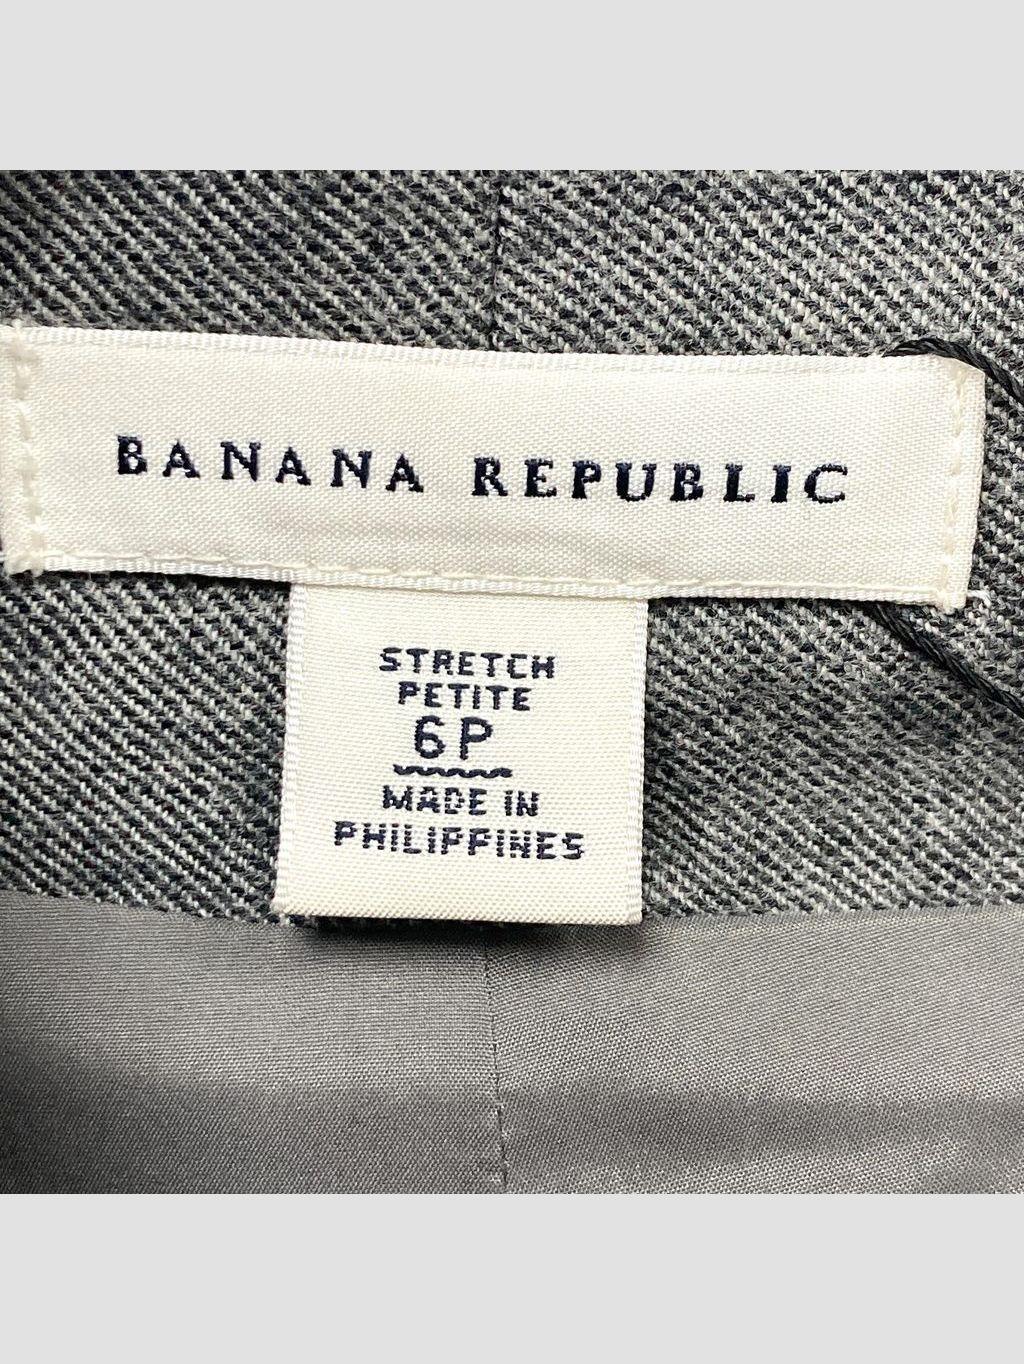 BANANA REPUBLIC
STRETCH
PETITE
6P
MADE IN
PHILIPPINES